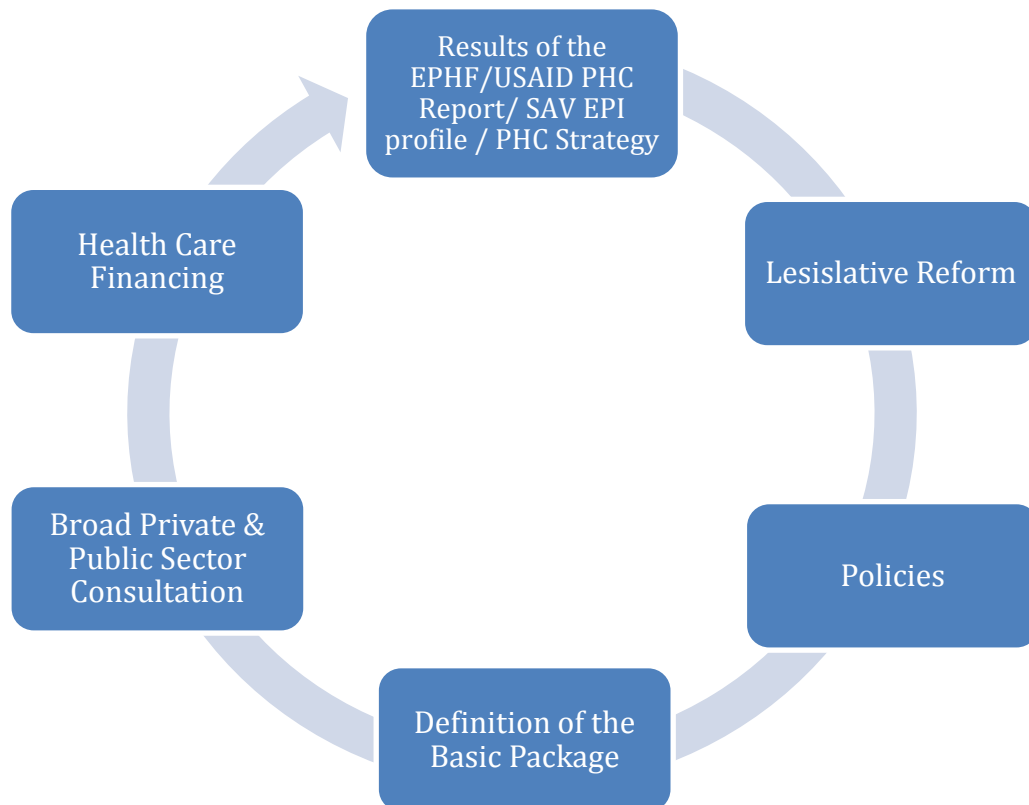 Results of the
EPHF/USAID PHC
Report/ SAV EPI
profile / PHC Strategy
Lesislative Reform
Policies
Definition of the
Basic Package
Broad Private &
Public Sector
Consultation
Health Care
Financing